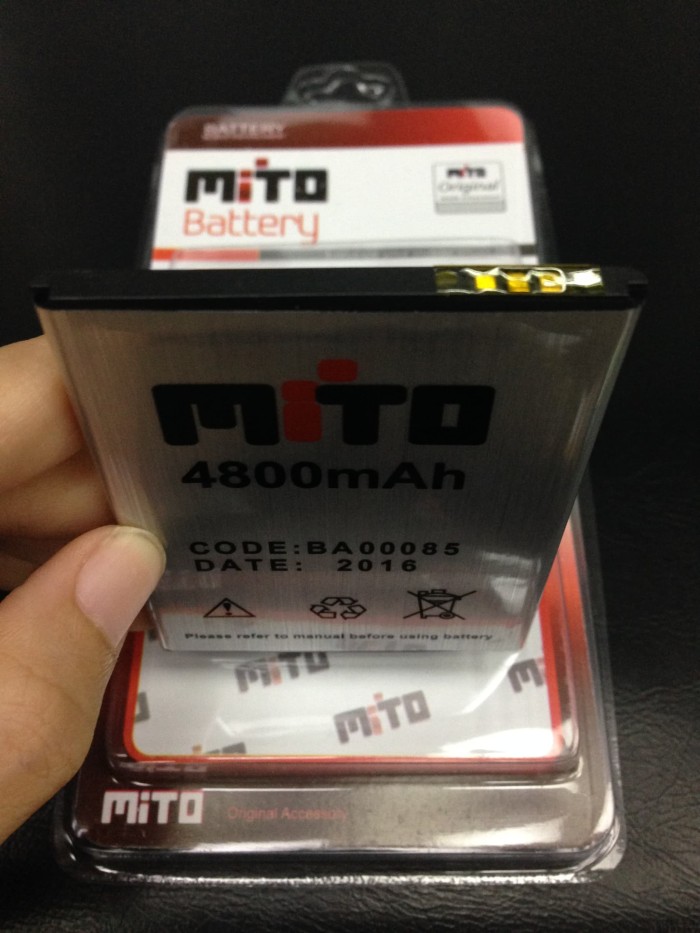 BATTERY
MiTO
Battery
MiTO
Original
MiTO
4800mAh
CODE:BA00085
DATE: 2016
Please refer to manual before using battery
MiTO
MiTO
MiTO
Original Accessory